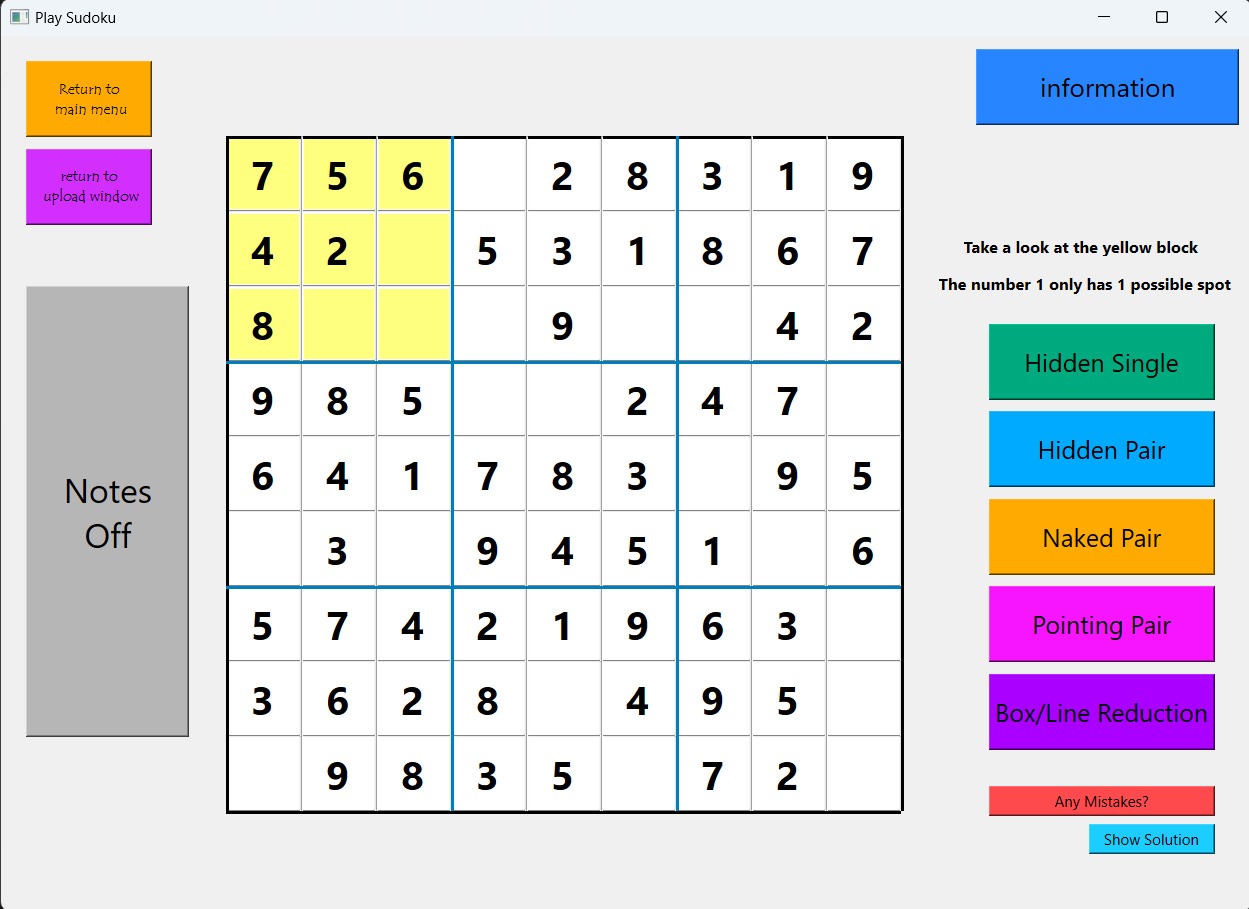 Play Sudoku
Return to
main menu
information
return to
upload window
7 5 6 2 8 3 1 9
4 2 5 3 1 8 6 7
8 9 4 2
9 8 5 2 4 7
6 4 1 7 8 3 9 5
3 9 4 5 1 6
5 7 4 2 1 9 6 3
3 6 2 8 4 9 5
9 8 3 5 7 2
Notes
Off
Take a look at the yellow block
The number 1 only has 1 possible spot
Hidden Single
Hidden Pair
Naked Pair
Pointing Pair
Box/Line Reduction
Any Mistakes?
Show Solution